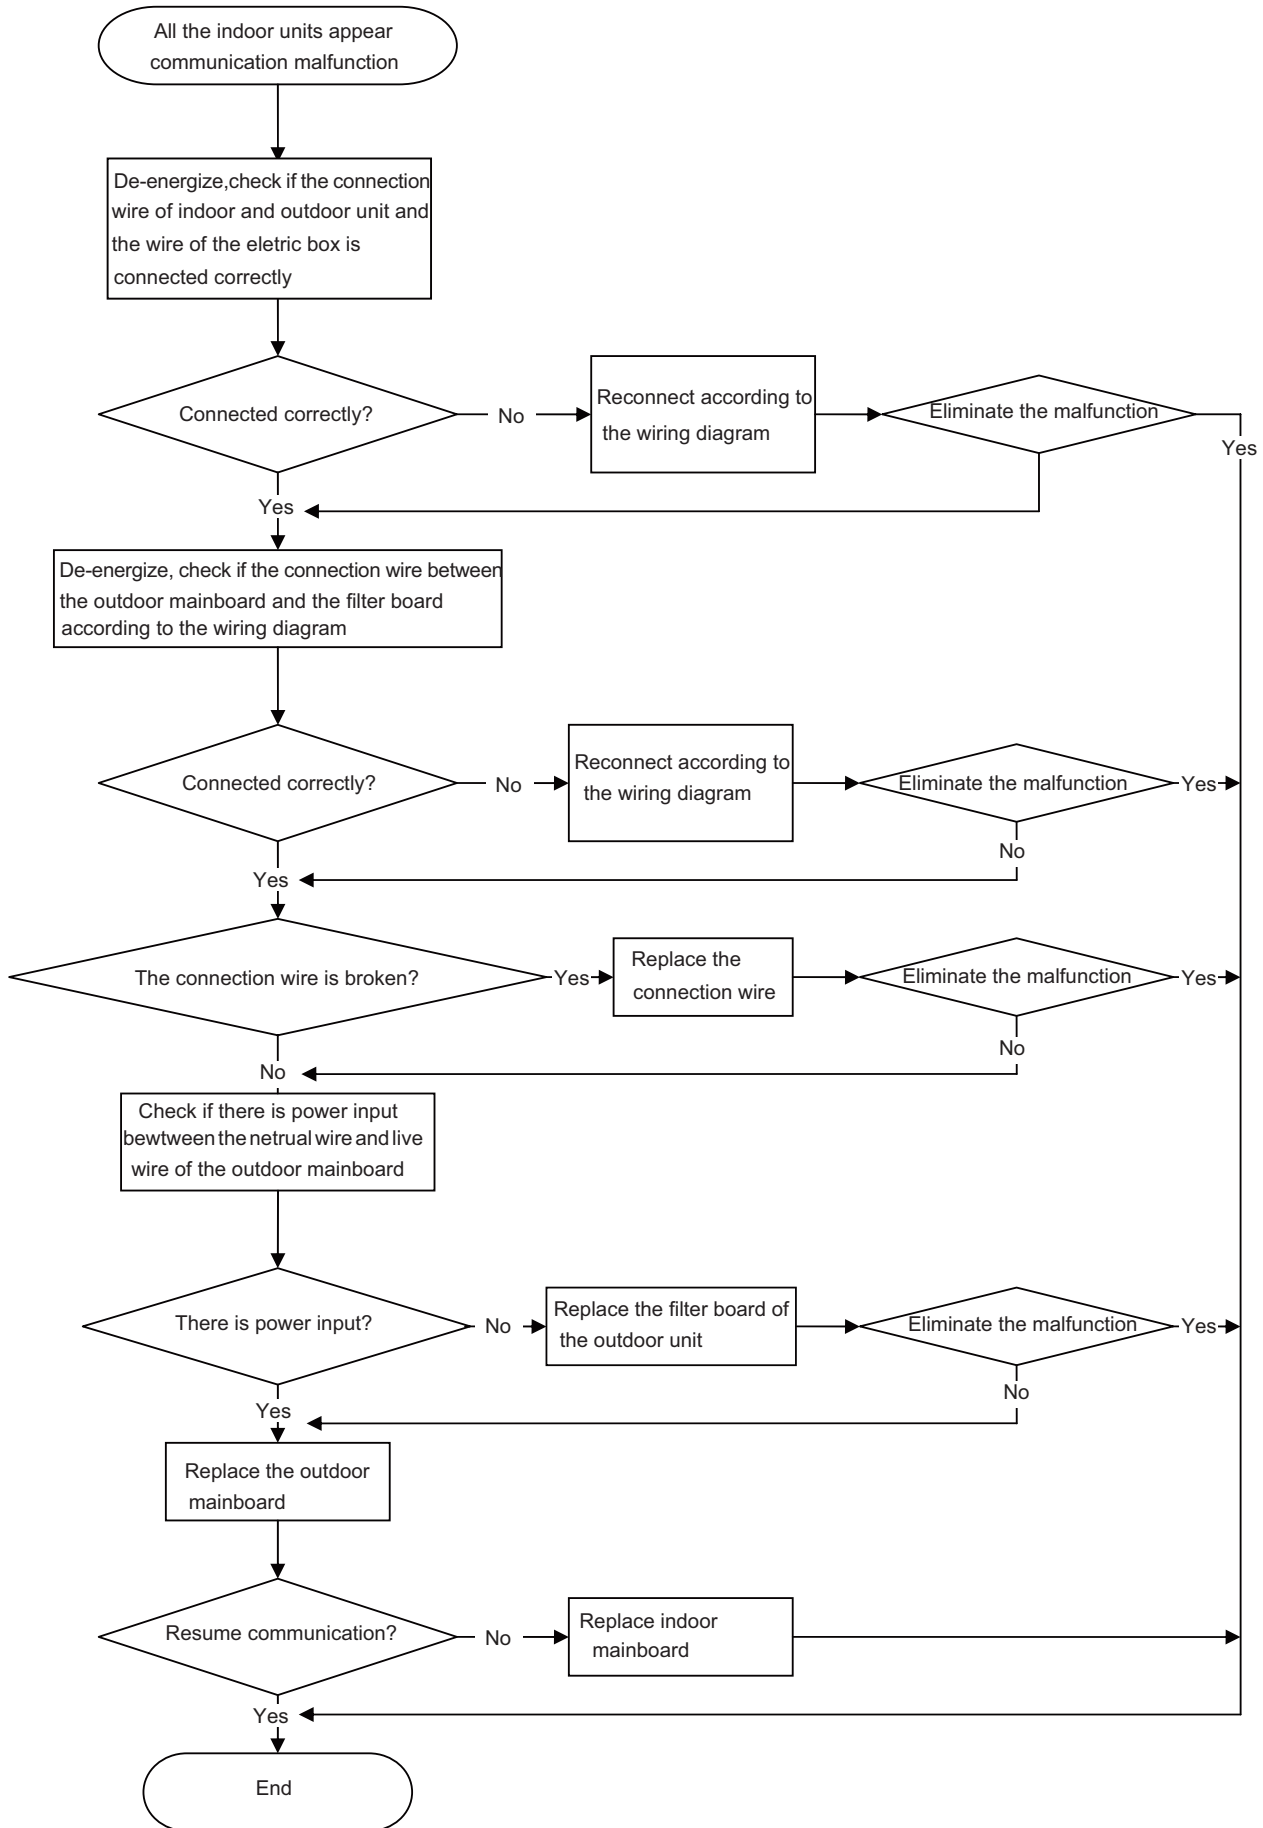 All the indoor units appear
communication malfunction
De-energize,check if the connection
wire of indoor and outdoor unit and
the wire of the eletric box is
connected correctly
Connected correctly?
No
Reconnect according to
the wiring diagram
Eliminate the malfunction
Yes
Yes
De-energize, check if the connection wire between
the outdoor mainboard and the filter board
according to the wiring diagram
Connected correctly?
No
Reconnect according to
the wiring diagram
Eliminate the malfunction
Yes
No
Yes
The connection wire is broken?
Yes
Replace the
connection wire
Eliminate the malfunction
Yes
No
No
Check if there is power input
bewtween the netrual wire and live
wire of the outdoor mainboard
There is power input?
No
Replace the filter board of
the outdoor unit
Eliminate the malfunction
Yes
No
Yes
Replace the outdoor
mainboard
Resume communication?
No
Replace indoor
mainboard
Yes
End